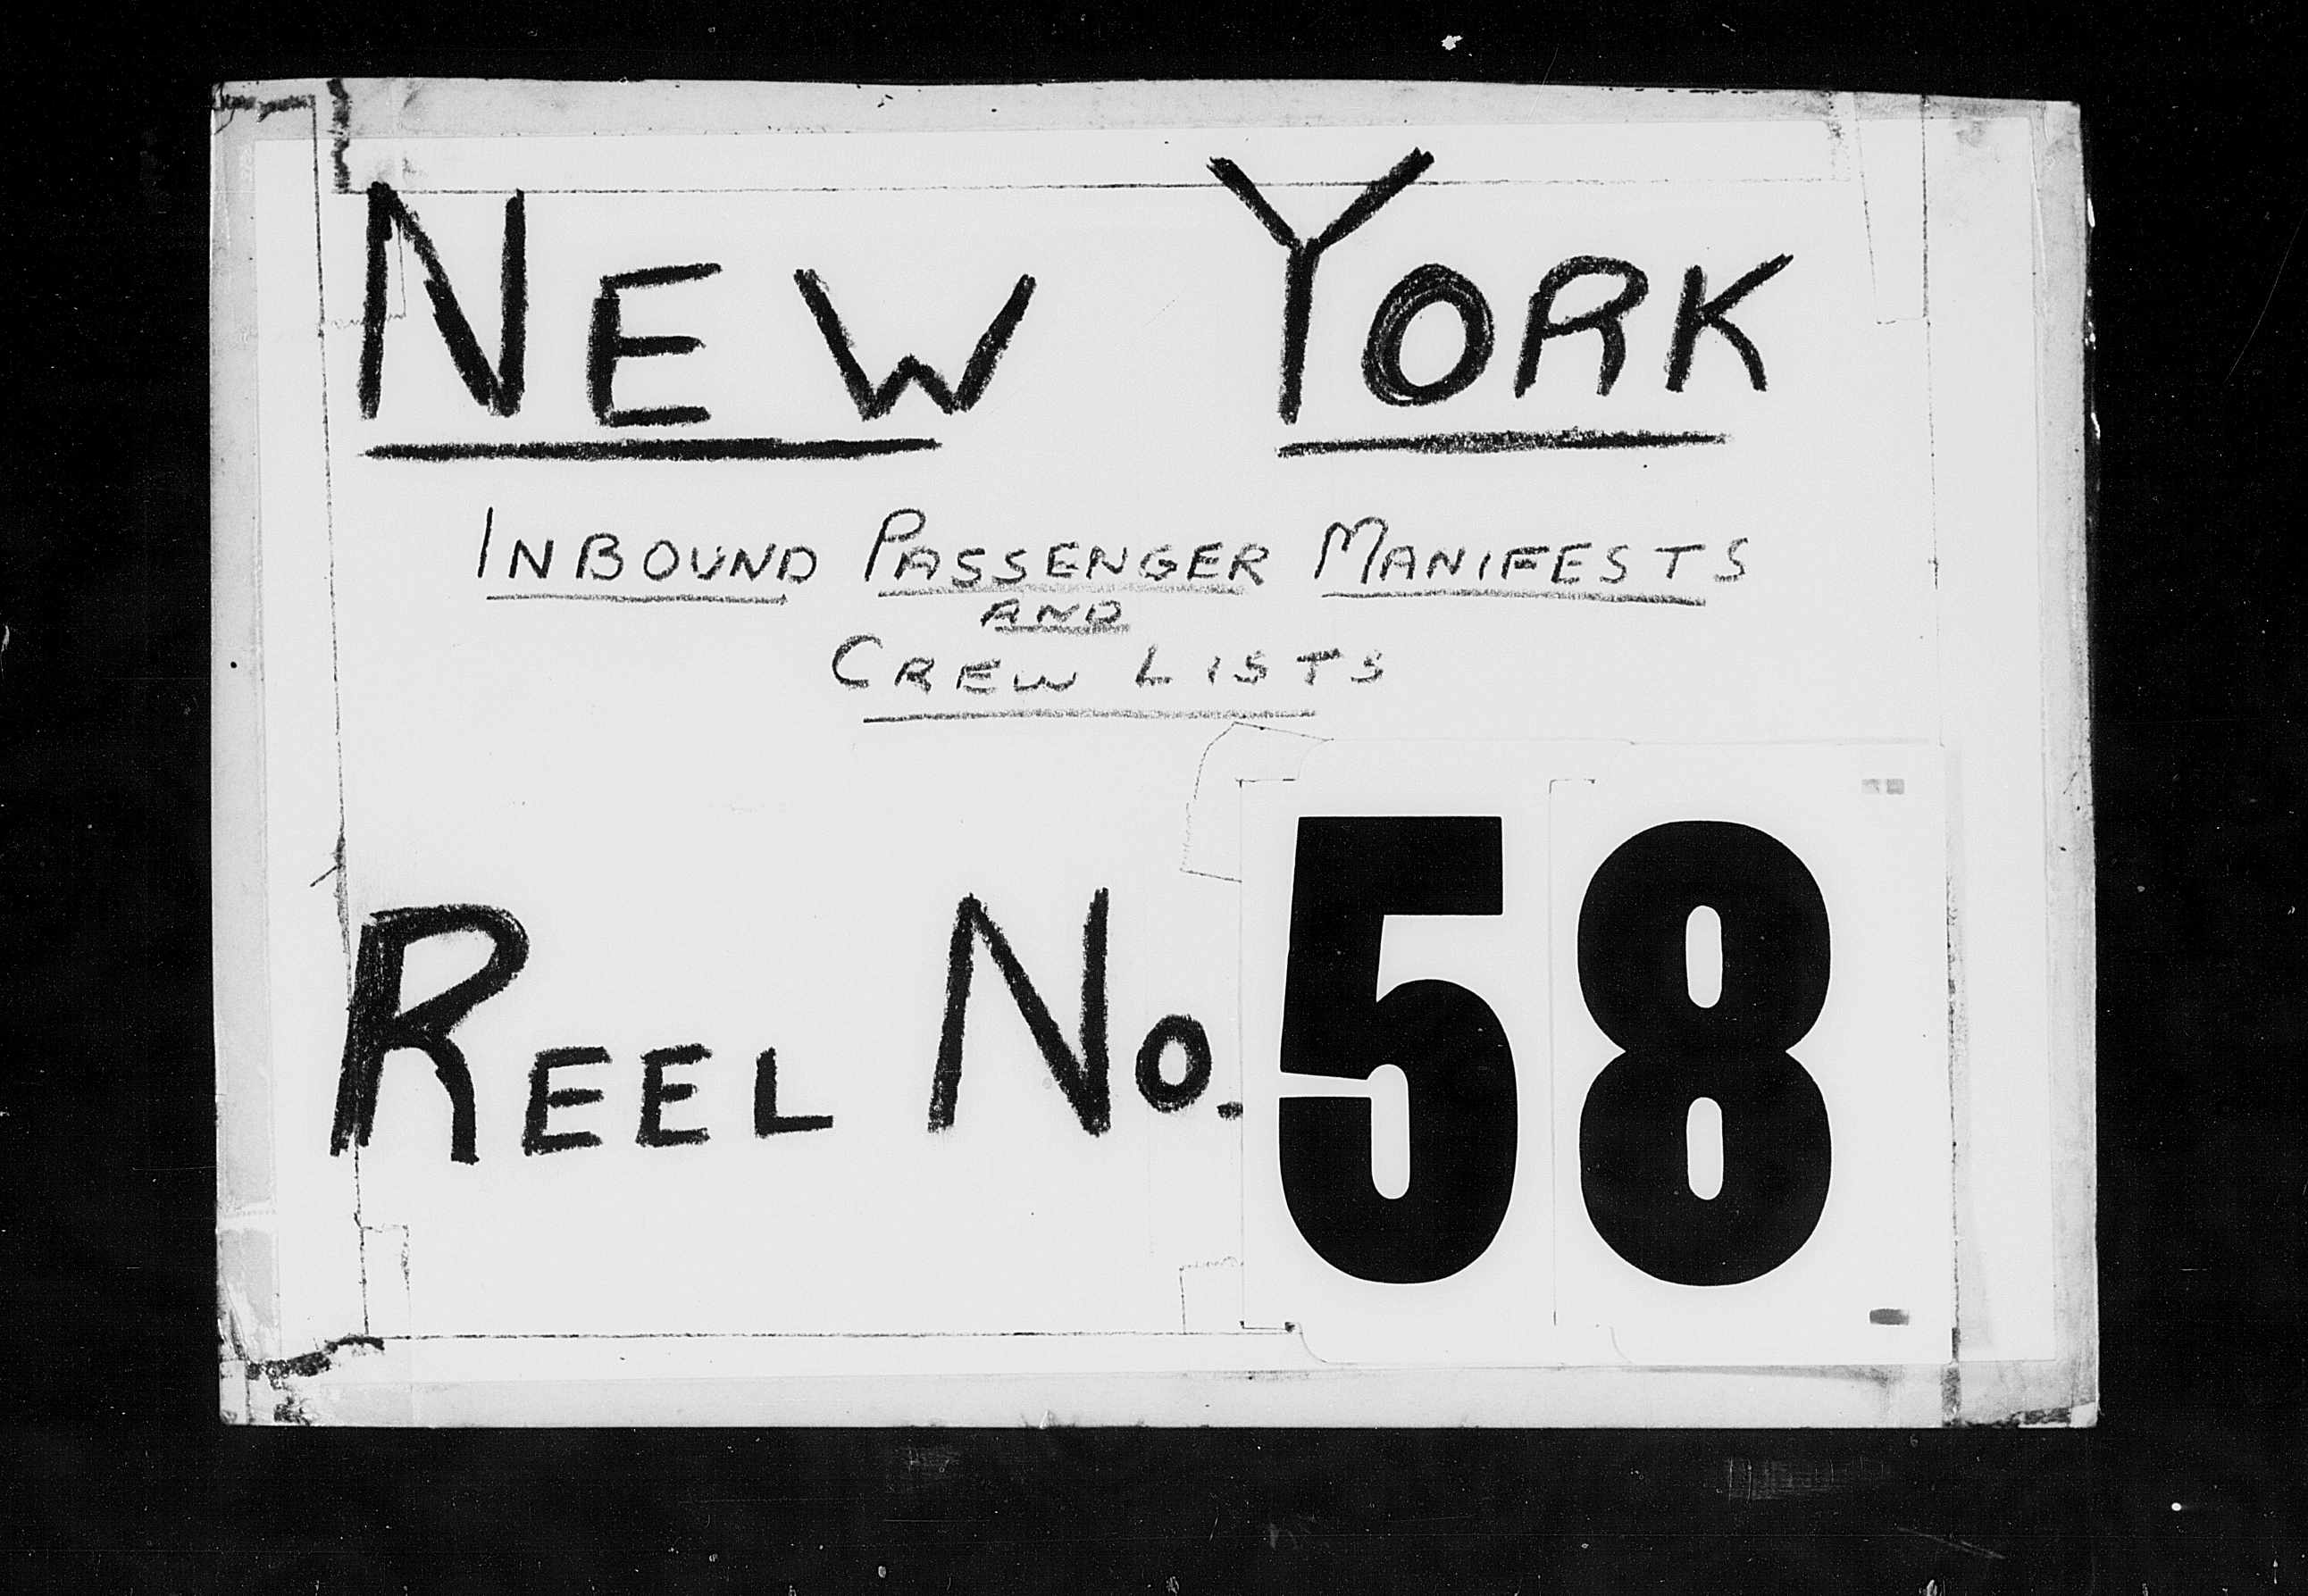 NEW YORK
INBOUND PASSENGER MANIFESTS
AND
CREW LISTS
REEL NO. 58